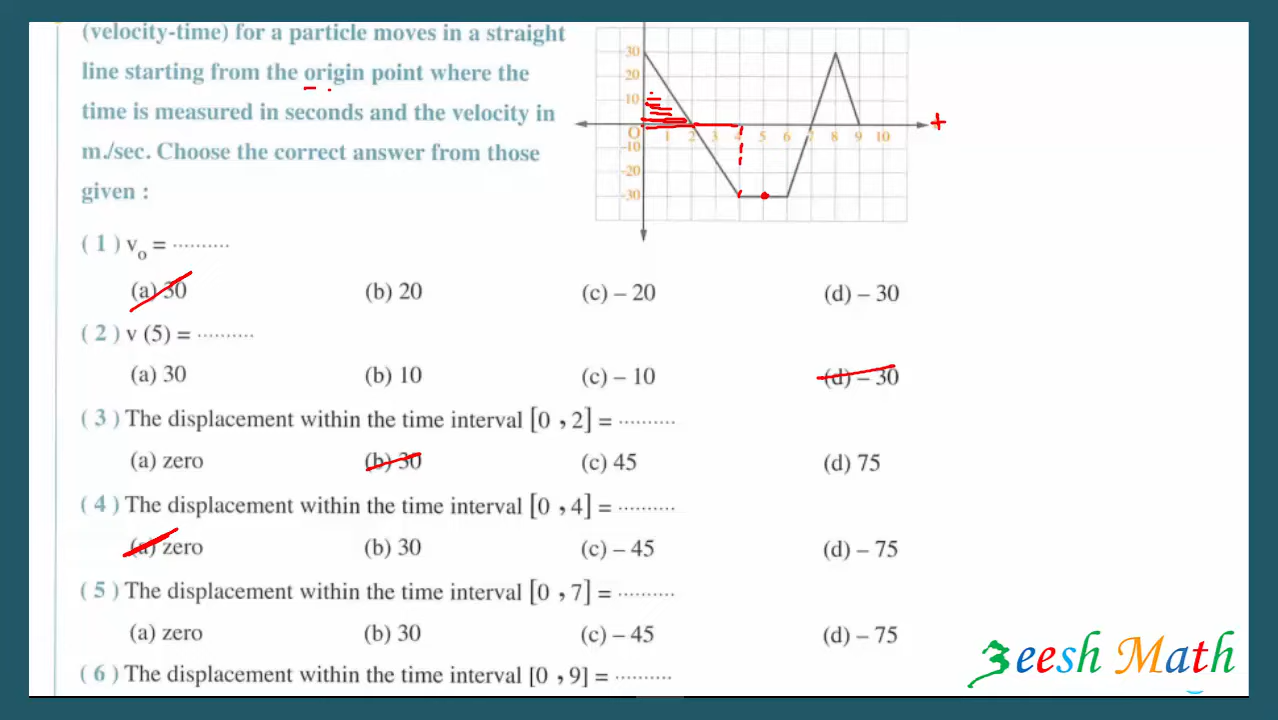 (velocity-time) for a particle moves in a straight
line starting from the origin point where the
time is measured in seconds and the velocity in
m./sec. Choose the correct answer from those
given :
30
20
10
O 1 2 3 4 5 6 7 8 9 10
-10
-20
-30
+
( 1 ) v₀ = ··········
(a) 30 (b) 20 (c) – 20 (d) – 30
( 2 ) v (5) = ··········
(a) 30 (b) 10 (c) – 10 (d) – 30
( 3 ) The displacement within the time interval [0 , 2] = ··········
(a) zero (b) 30 (c) 45 (d) 75
( 4 ) The displacement within the time interval [0 , 4] = ··········
(a) zero (b) 30 (c) – 45 (d) – 75
( 5 ) The displacement within the time interval [0 , 7] = ··········
(a) zero (b) 30 (c) – 45 (d) – 75
( 6 ) The displacement within the time interval [0 , 9] = ··········
Zeesh Math